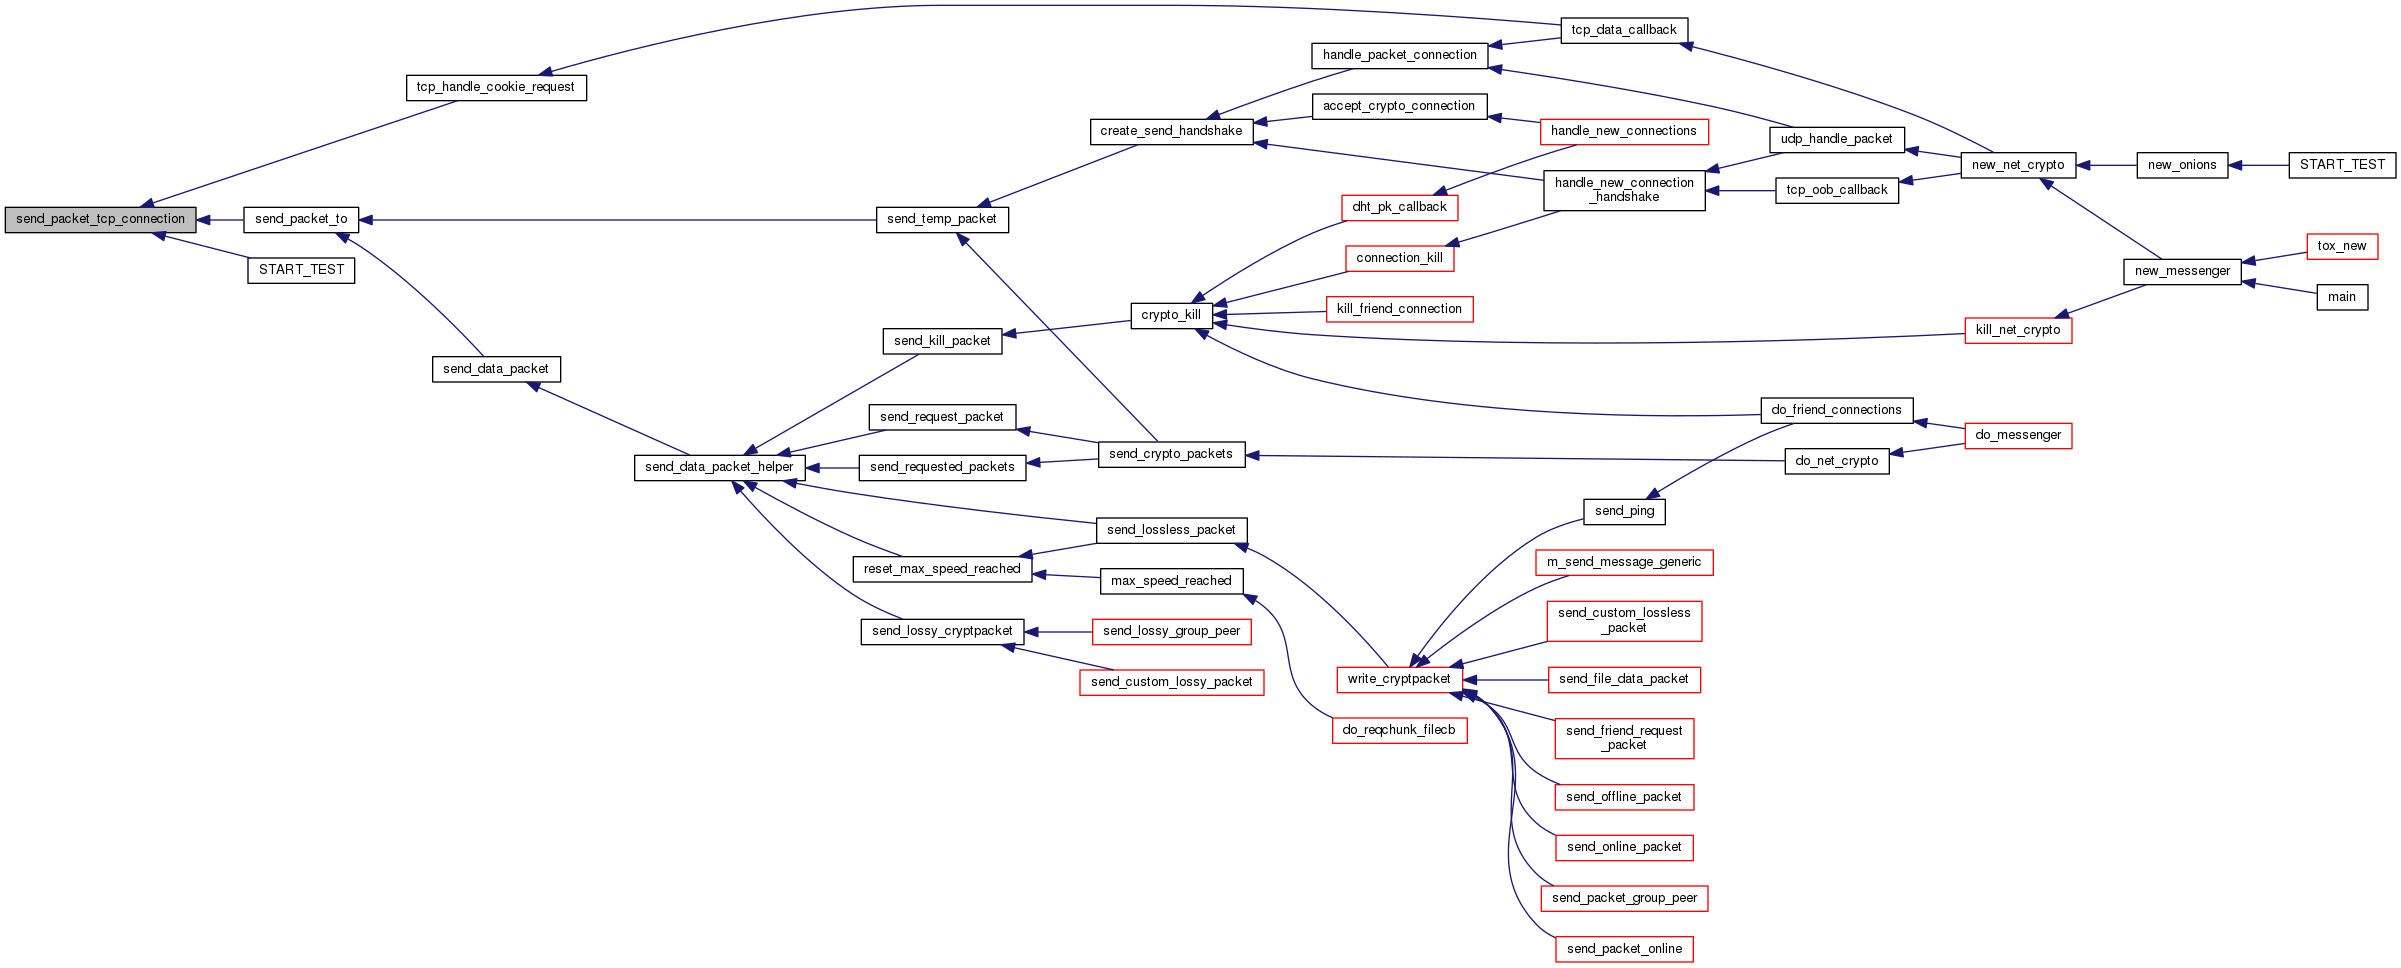 send_packet_tcp_connection
tcp_handle_cookie_request
send_packet_to
START_TEST
send_data_packet
send_data_packet_helper
send_temp_packet
send_kill_packet
send_request_packet
send_requested_packets
reset_max_speed_reached
send_lossy_cryptpacket
create_send_handshake
crypto_kill
send_crypto_packets
send_lossless_packet
max_speed_reached
send_lossy_group_peer
send_custom_lossy_packet
handle_packet_connection
accept_crypto_connection
dht_pk_callback
connection_kill
kill_friend_connection
write_cryptpacket
do_reqchunk_filecb
tcp_data_callback
handle_new_connections
handle_new_connection
_handshake
send_ping
m_send_message_generic
send_custom_lossless
_packet
send_file_data_packet
send_friend_request
_packet
send_offline_packet
send_online_packet
send_packet_group_peer
send_packet_online
udp_handle_packet
tcp_oob_callback
do_friend_connections
do_net_crypto
new_net_crypto
kill_net_crypto
do_messenger
new_onions
new_messenger
START_TEST
tox_new
main